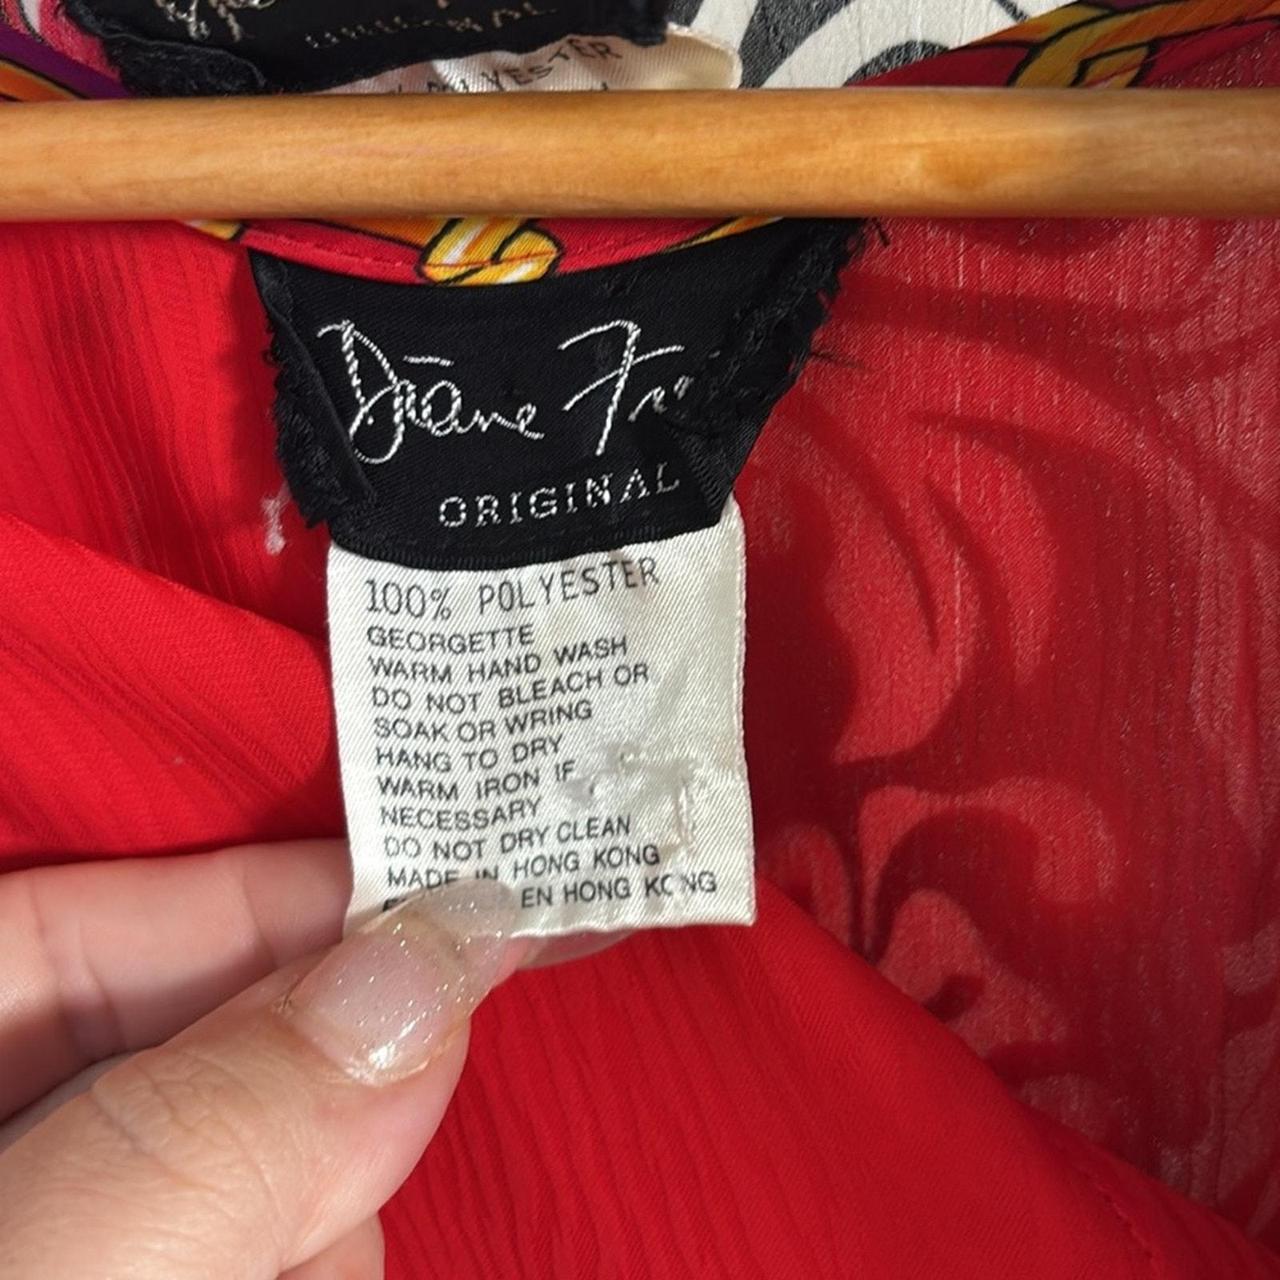 POLYESTER
Diane
ORIGINAL
100% POLYESTER
GEORGETTE
WARM HAND WASH
DO NOT BLEACH OR
SOAK OR WRING
HANG TO DRY
WARM IRON IF
NECESSARY
DO NOT DRY CLEAN
MADE IN HONG KONG
EN HONG KONG